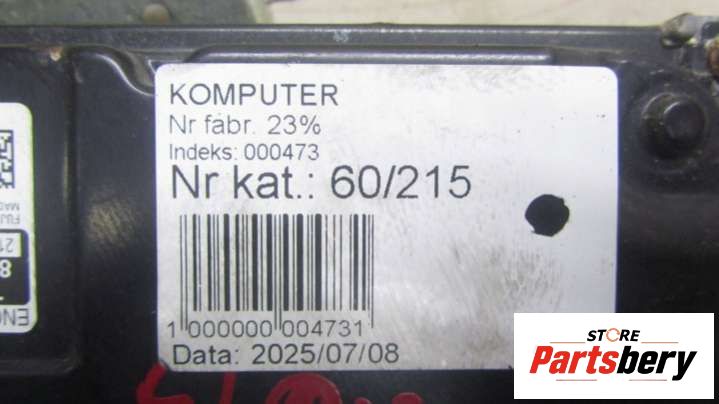 KOMPUTER
Nr fabr. 23%
Indeks: 000473
Nr kat.: 60/215
1 000000 004731
Data: 2025/07/08
STORE
Partsbery